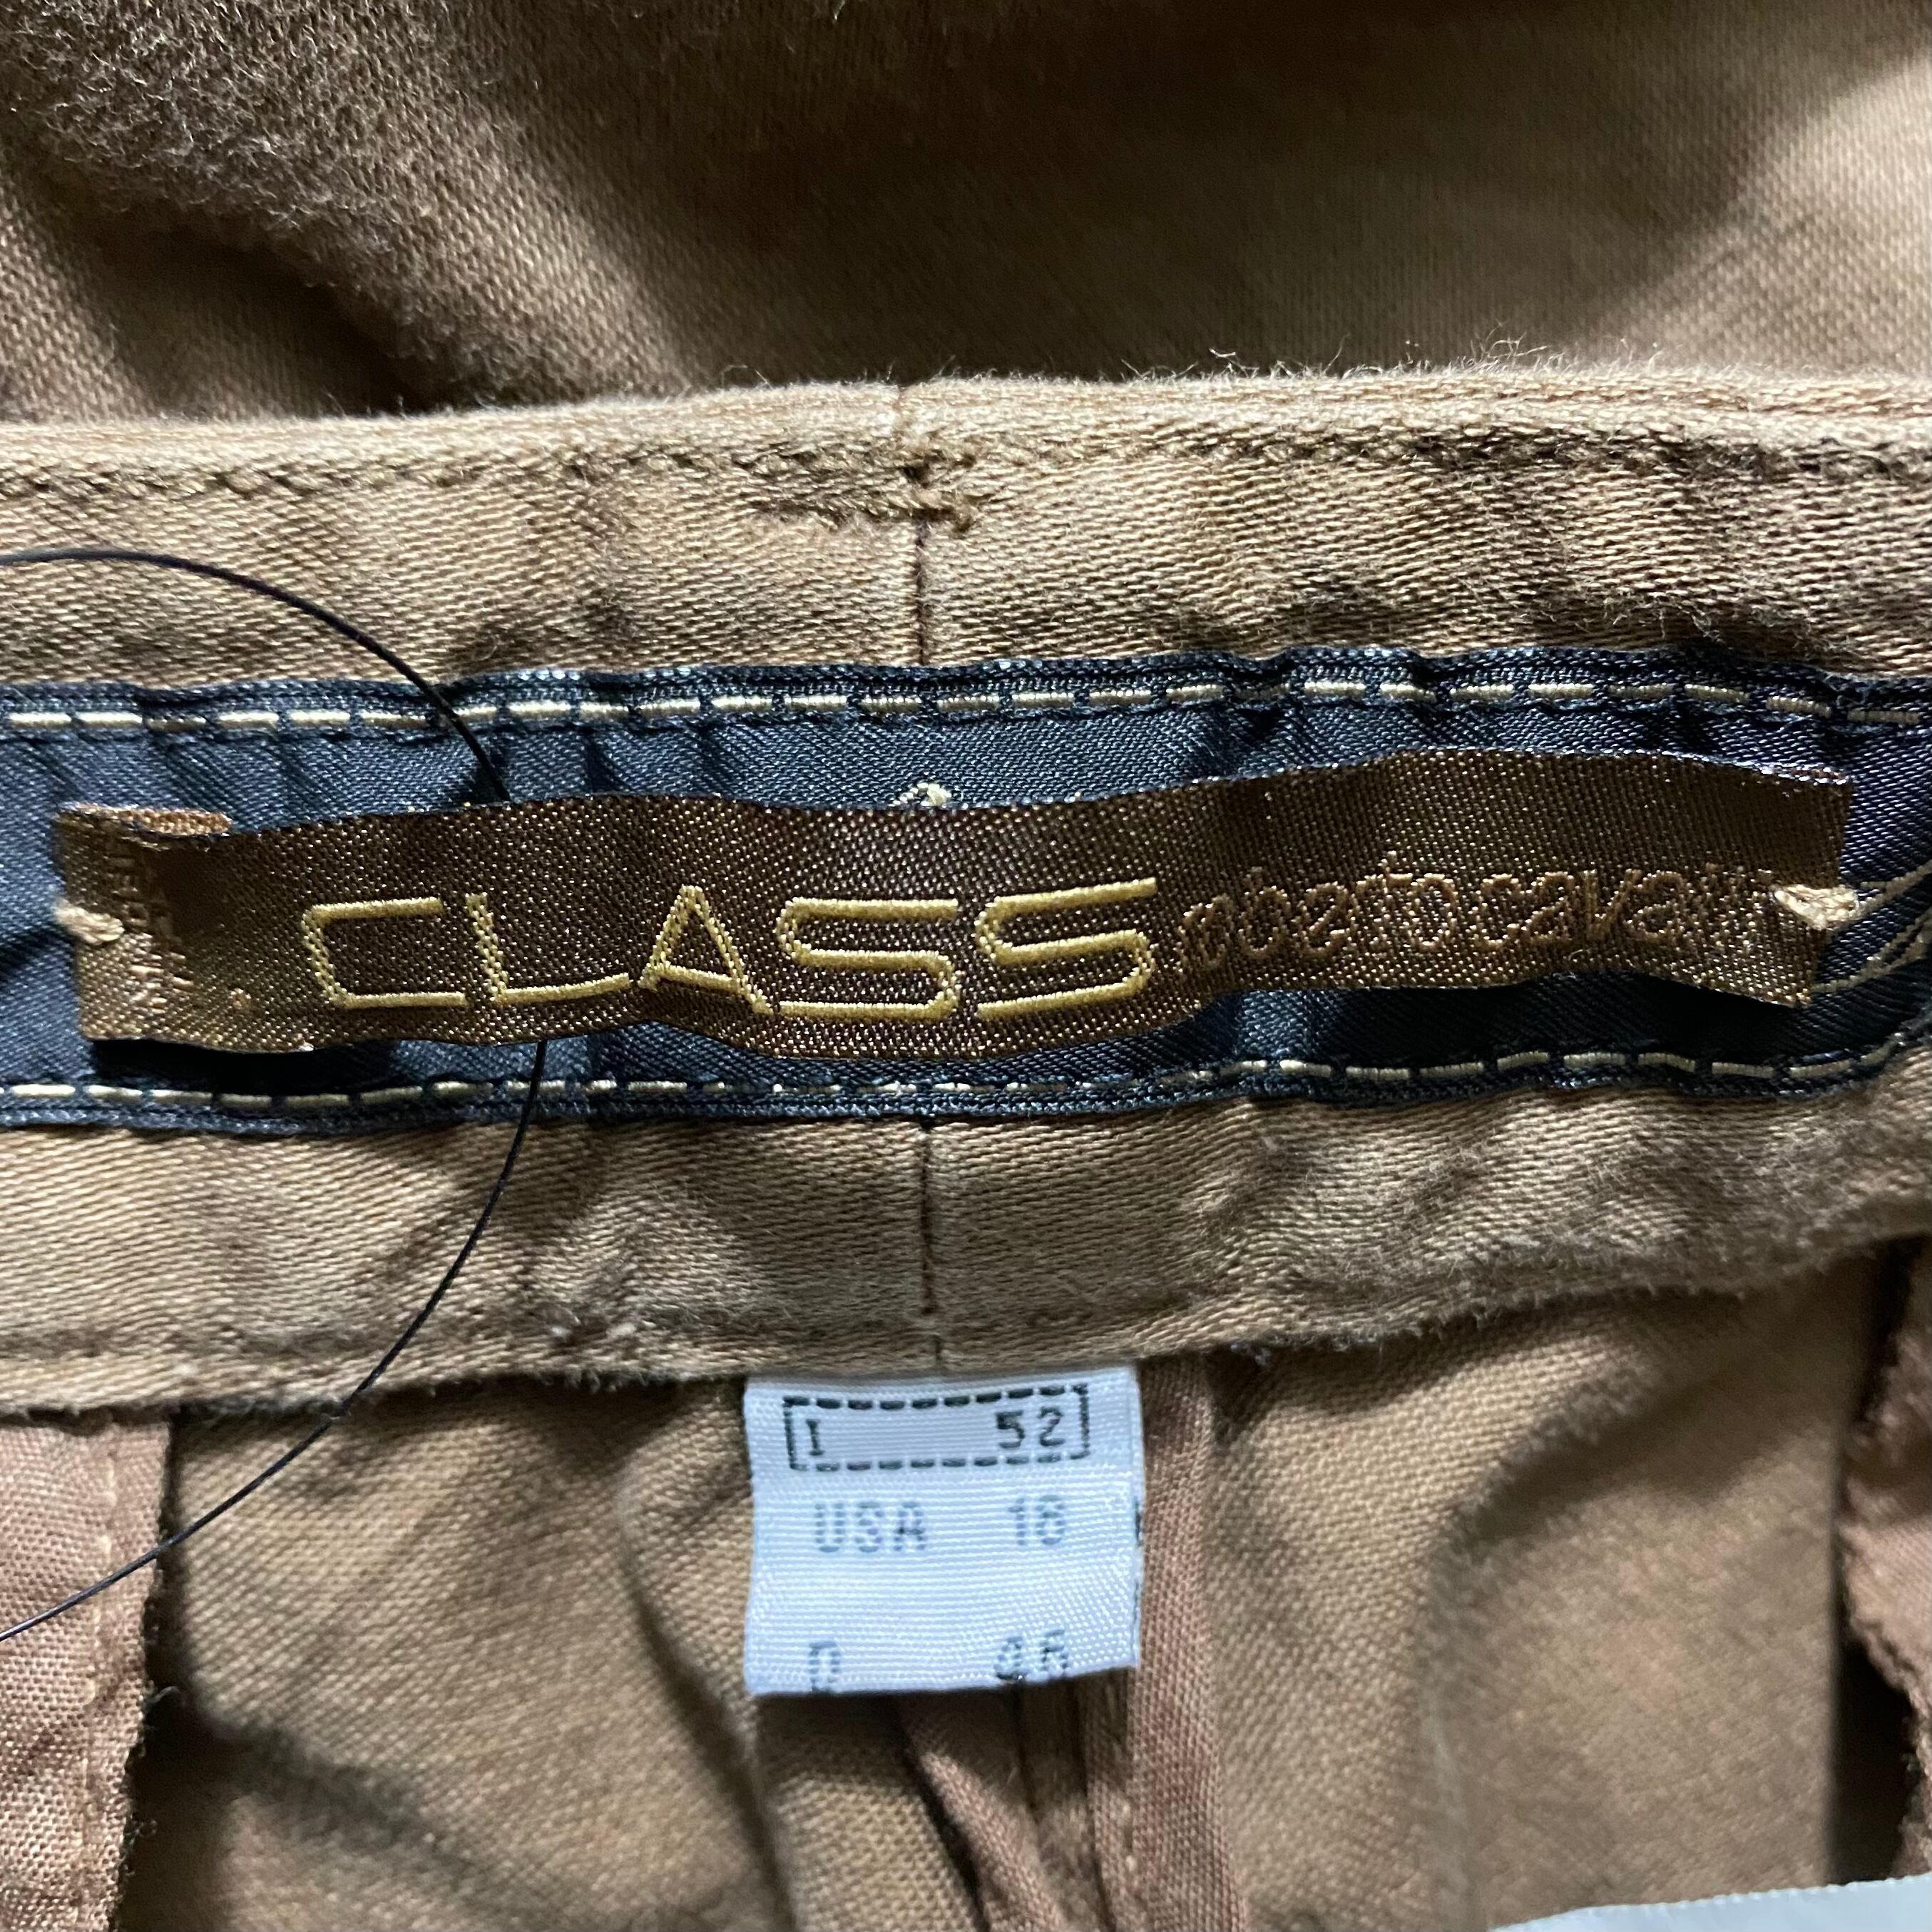 CLASS roberto cavalli
I 52
USA 16
D 46